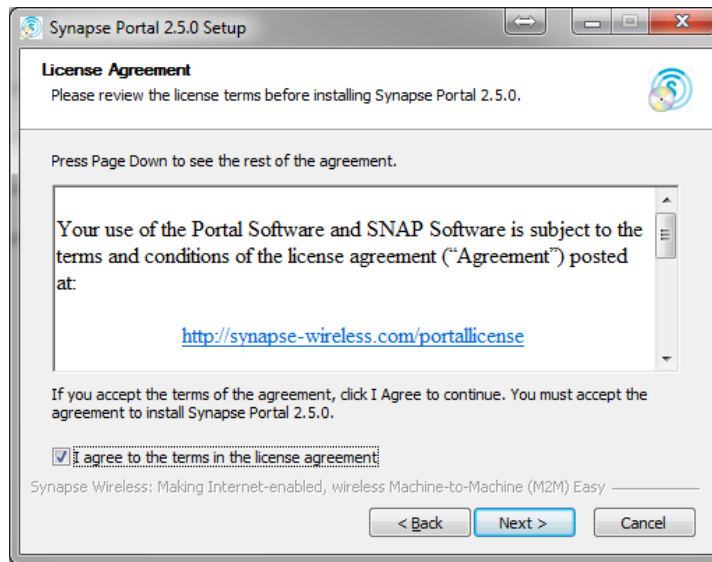 Synapse Portal 2.5.0 Setup
License Agreement
Please review the license terms before installing Synapse Portal 2.5.0.
Press Page Down to see the rest of the agreement.
Your use of the Portal Software and SNAP Software is subject to the
terms and conditions of the license agreement (“Agreement”) posted
at:
http://synapse-wireless.com/portallicense
If you accept the terms of the agreement, click I Agree to continue. You must accept the
agreement to install Synapse Portal 2.5.0.
I agree to the terms in the license agreement
Synapse Wireless: Making Internet-enabled, wireless Machine-to-Machine (M2M) Easy
< Back Next > Cancel